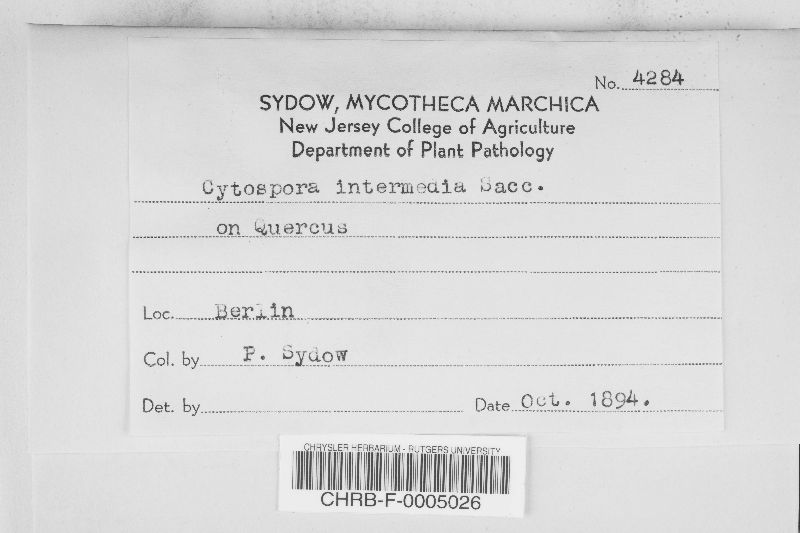 No. 4284
SYDOW, MYCOTHECA MARCHICA
New Jersey College of Agriculture
Department of Plant Pathology
Cytospora intermedia Sacc.
on Quercus
Loc. Berlin
Col. by P. Sydow
Det. by
Date Oct. 1894.
CHRYSLER HERBARIUM - RUTGERS UNIVERSITY
CHRB-F-0005026